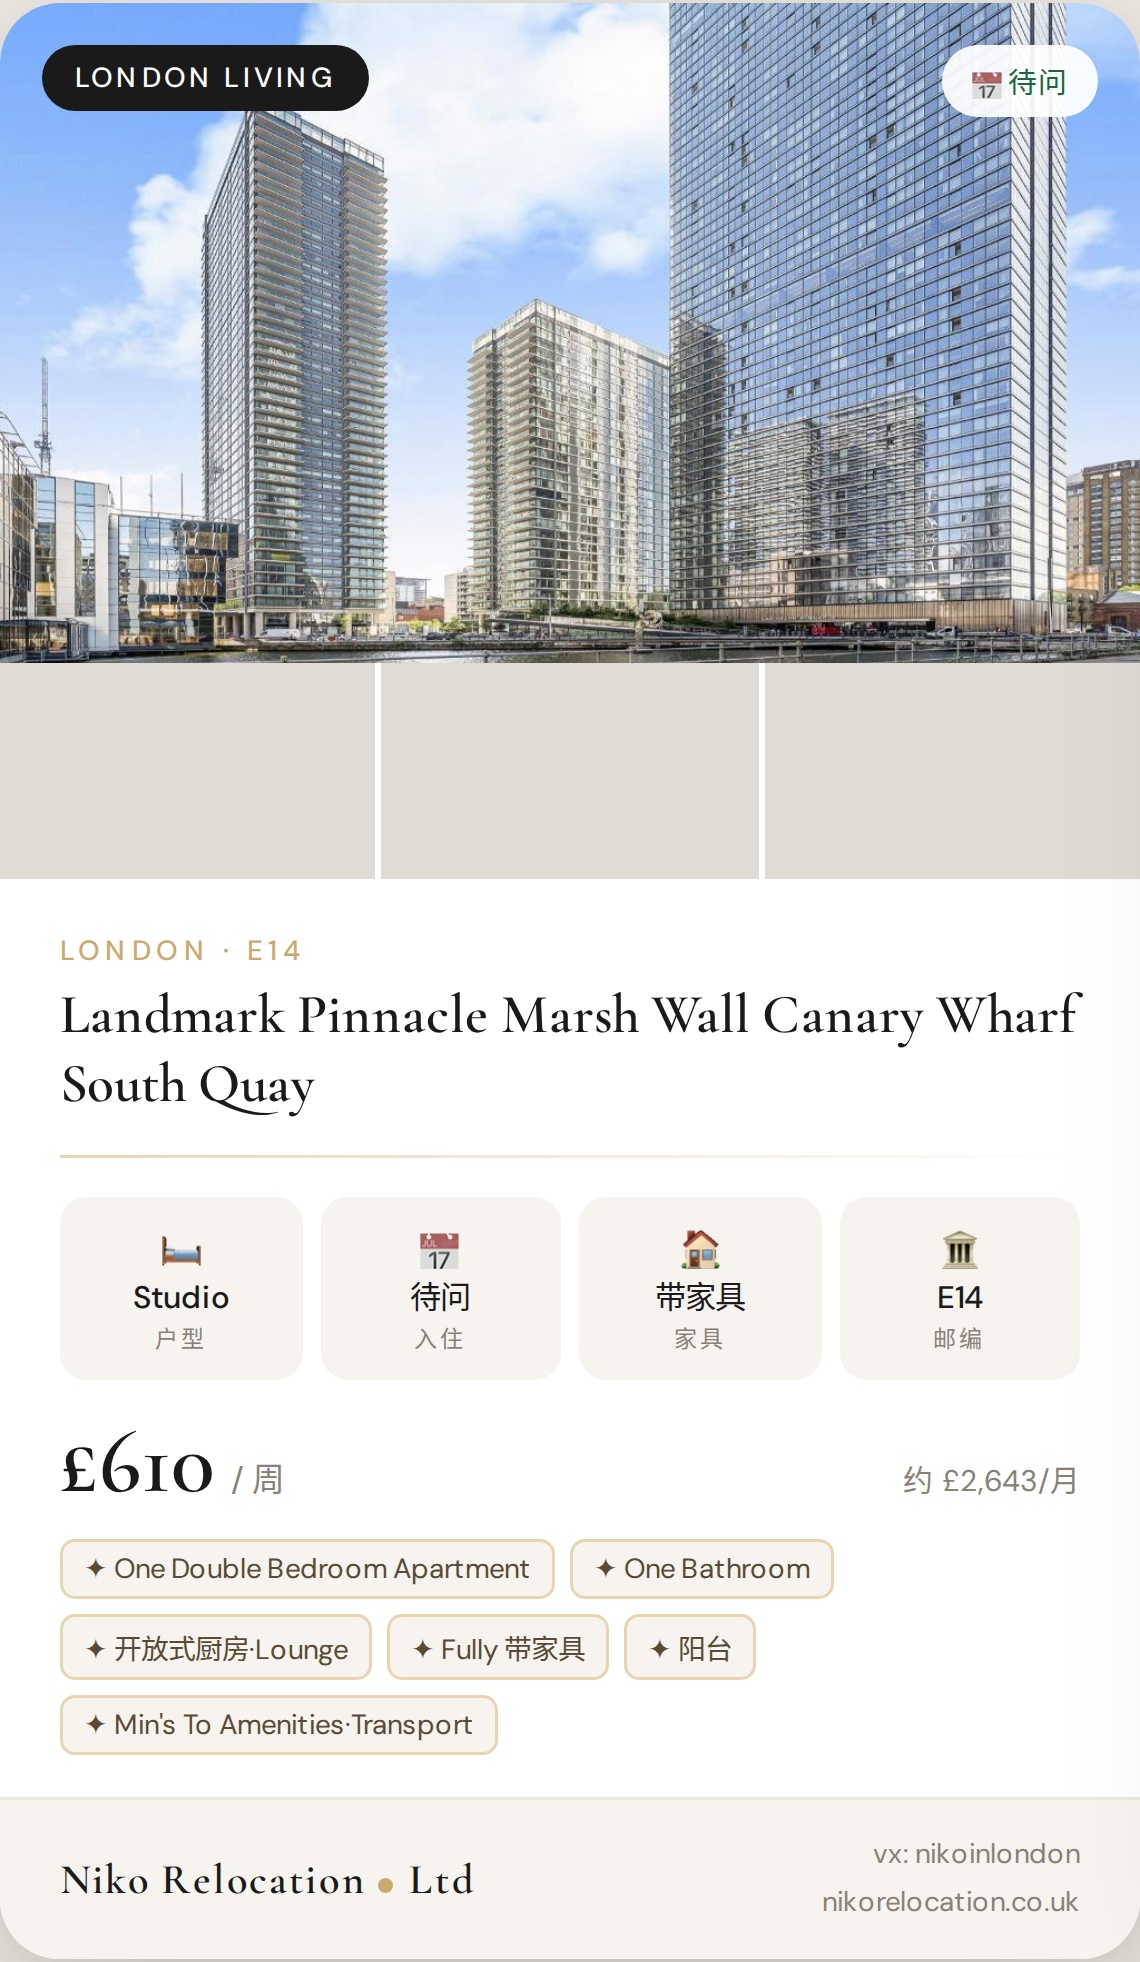 LONDON LIVING
📅 待问
LONDON · E14
Landmark Pinnacle Marsh Wall Canary Wharf
South Quay
Studio
户型
待问
入住
带家具
家具
E14
邮编
£610 / 周
约 £2,643/月
✦ One Double Bedroom Apartment
✦ One Bathroom
✦ 开放式厨房·Lounge
✦ Fully 带家具
✦ 阳台
✦ Min's To Amenities·Transport
Niko Relocation • Ltd
vx: nikoinlondon
nikorelocation.co.uk